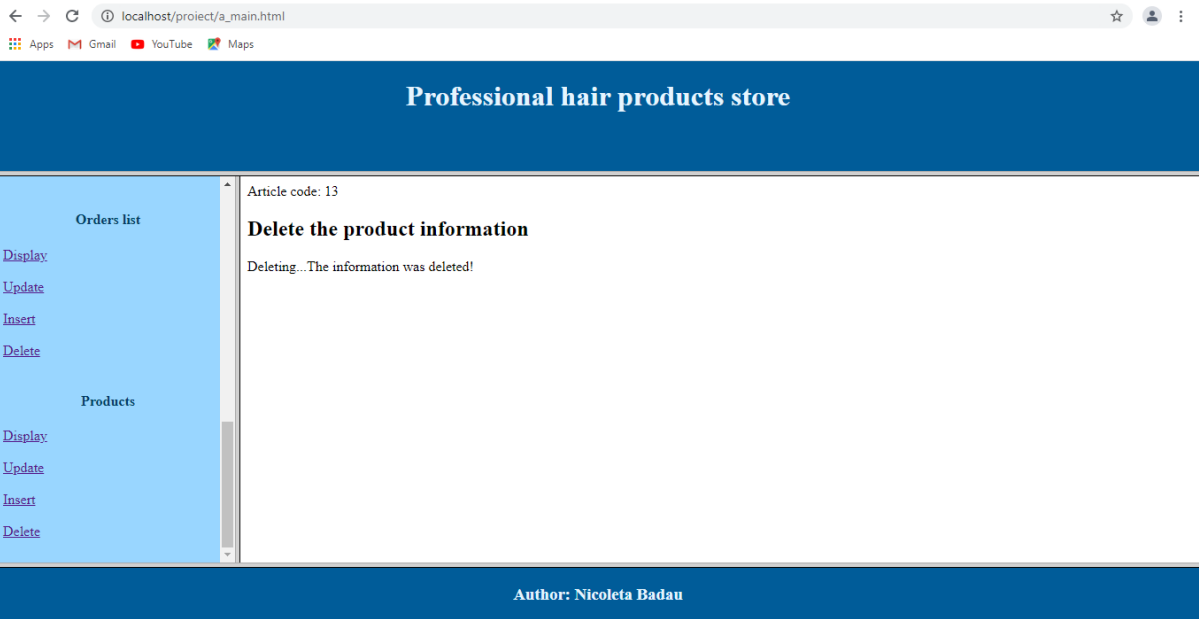 localhost/proiect/a_main.html
Apps Gmail YouTube Maps
Professional hair products store
Orders list
Display
Update
Insert
Delete
Products
Display
Update
Insert
Delete
Article code: 13
Delete the product information
Deleting...The information was deleted!
Author: Nicoleta Badau